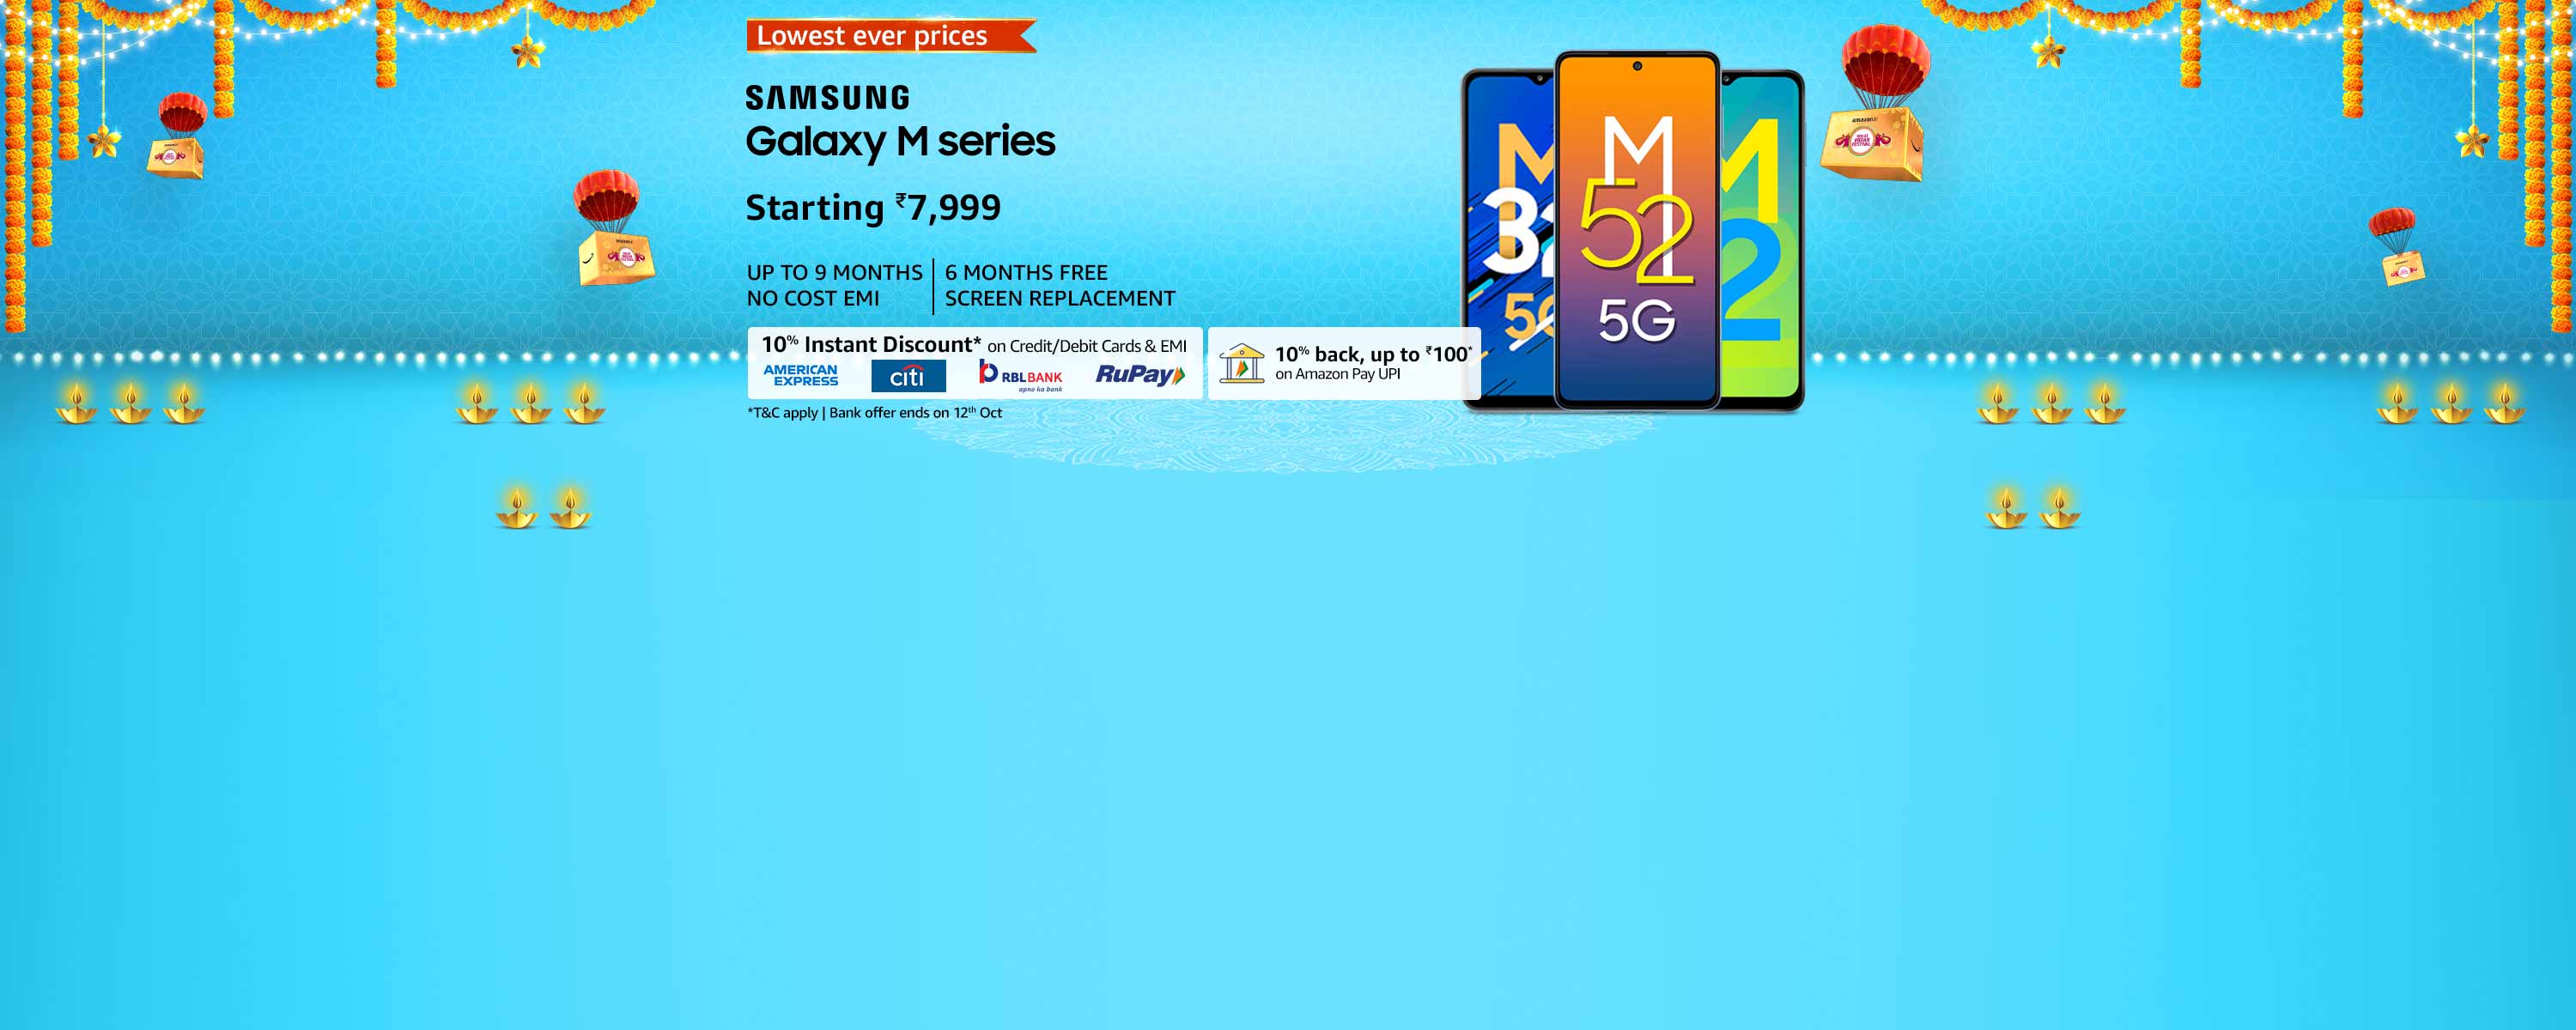 Lowest ever prices
SAMSUNG
Galaxy M series
Starting ₹7,999
UP TO 9 MONTHS
NO COST EMI
6 MONTHS FREE
SCREEN REPLACEMENT
10% Instant Discount* on Credit/Debit Cards & EMI
AMERICAN
EXPRESS
citi
RBLBANK
apno ka bank
RuPay
10% back, up to ₹100*
on Amazon Pay UPI
*T&C apply | Bank offer ends on 12th Oct
M
32
5G
M
52
5G
M
2